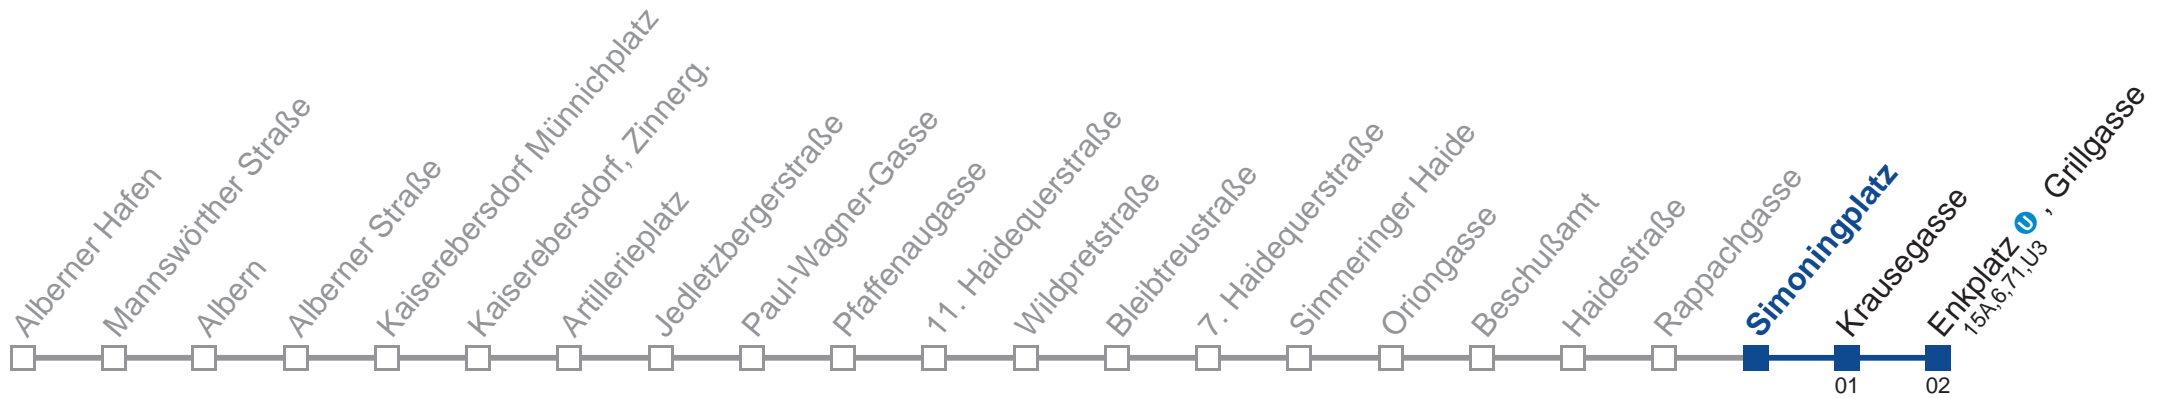 Alberner Hafen
Mannswörther Straße
Albern
Alberner Straße
Kaiserebersdorf Münnichplatz
Kaiserebersdorf, Zinnerg.
Artillerieplatz
Jedletzbergerstraße
Paul-Wagner-Gasse
Pfaffenaugasse
11. Haidequerstraße
Wildpretstraße
Bleibtreustraße
7. Haidequerstraße
Simmeringer Haide
Oriongasse
Beschußamt
Haidestraße
Rappachgasse
Simoningplatz
Krausegasse
Enkplatz U , Grillgasse
15A,6,71,U3
01
02